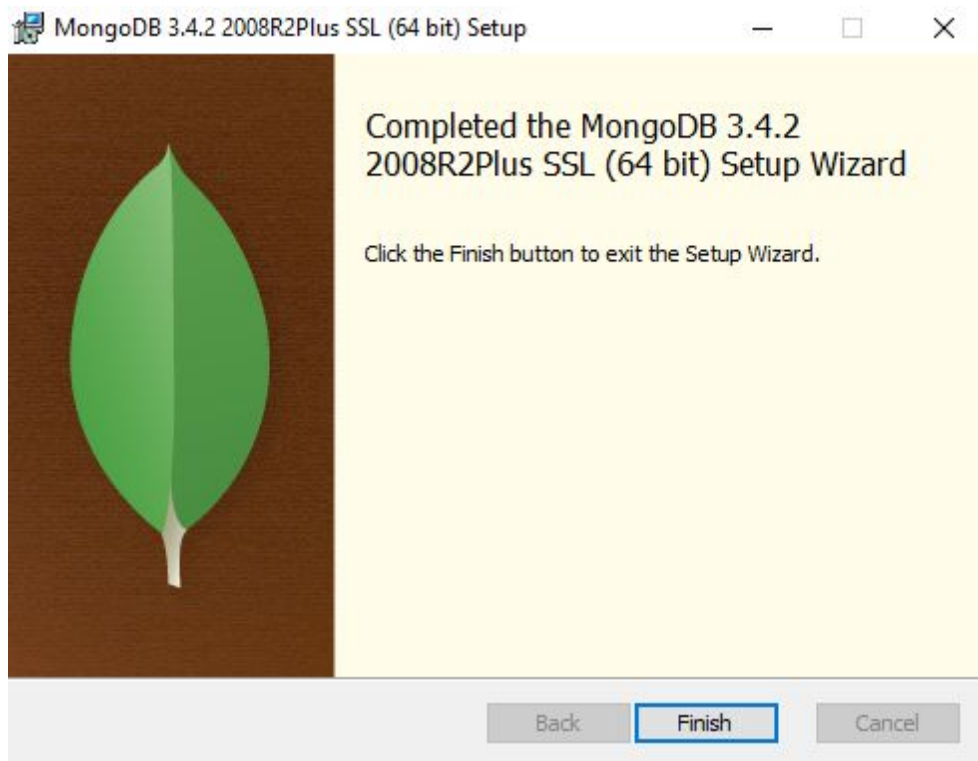 MongoDB 3.4.2 2008R2Plus SSL (64 bit) Setup
Completed the MongoDB 3.4.2
2008R2Plus SSL (64 bit) Setup Wizard
Click the Finish button to exit the Setup Wizard.
Back
Finish
Cancel